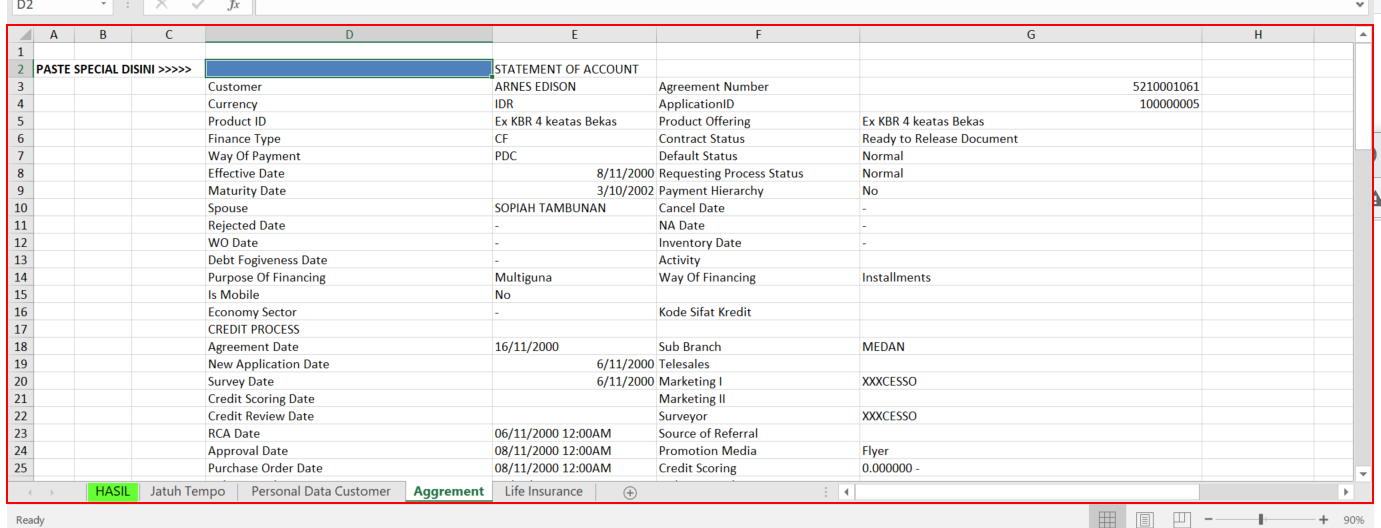 D2 fx
A B C D E F G H
1
2 PASTE SPECIAL DISINI >>>>> STATEMENT OF ACCOUNT
3 Customer ARNES EDISON Agreement Number 5210001061
4 Currency IDR ApplicationID 100000005
5 Product ID Ex KBR 4 keatas Bekas Product Offering Ex KBR 4 keatas Bekas
6 Finance Type CF Contract Status Ready to Release Document
7 Way Of Payment PDC Default Status Normal
8 Effective Date 8/11/2000 Requesting Process Status Normal
9 Maturity Date 3/10/2002 Payment Hierarchy No
10 Spouse SOPIAH TAMBUNAN Cancel Date -
11 Rejected Date - NA Date -
12 WO Date - Inventory Date -
13 Debt Fogiveness Date - Activity
14 Purpose Of Financing Multiguna Way Of Financing Installments
15 Is Mobile No
16 Economy Sector - Kode Sifat Kredit
17 CREDIT PROCESS
18 Agreement Date 16/11/2000 Sub Branch MEDAN
19 New Application Date 6/11/2000 Telesales
20 Survey Date 6/11/2000 Marketing I XXXCESSO
21 Credit Scoring Date Marketing II
22 Credit Review Date Surveyor XXXCESSO
23 RCA Date 06/11/2000 12:00AM Source of Referral
24 Approval Date 08/11/2000 12:00AM Promotion Media Flyer
25 Purchase Order Date 08/11/2000 12:00AM Credit Scoring 0.000000 -
HASIL Jatuh Tempo Personal Data Customer Aggrement Life Insurance
Ready 90%